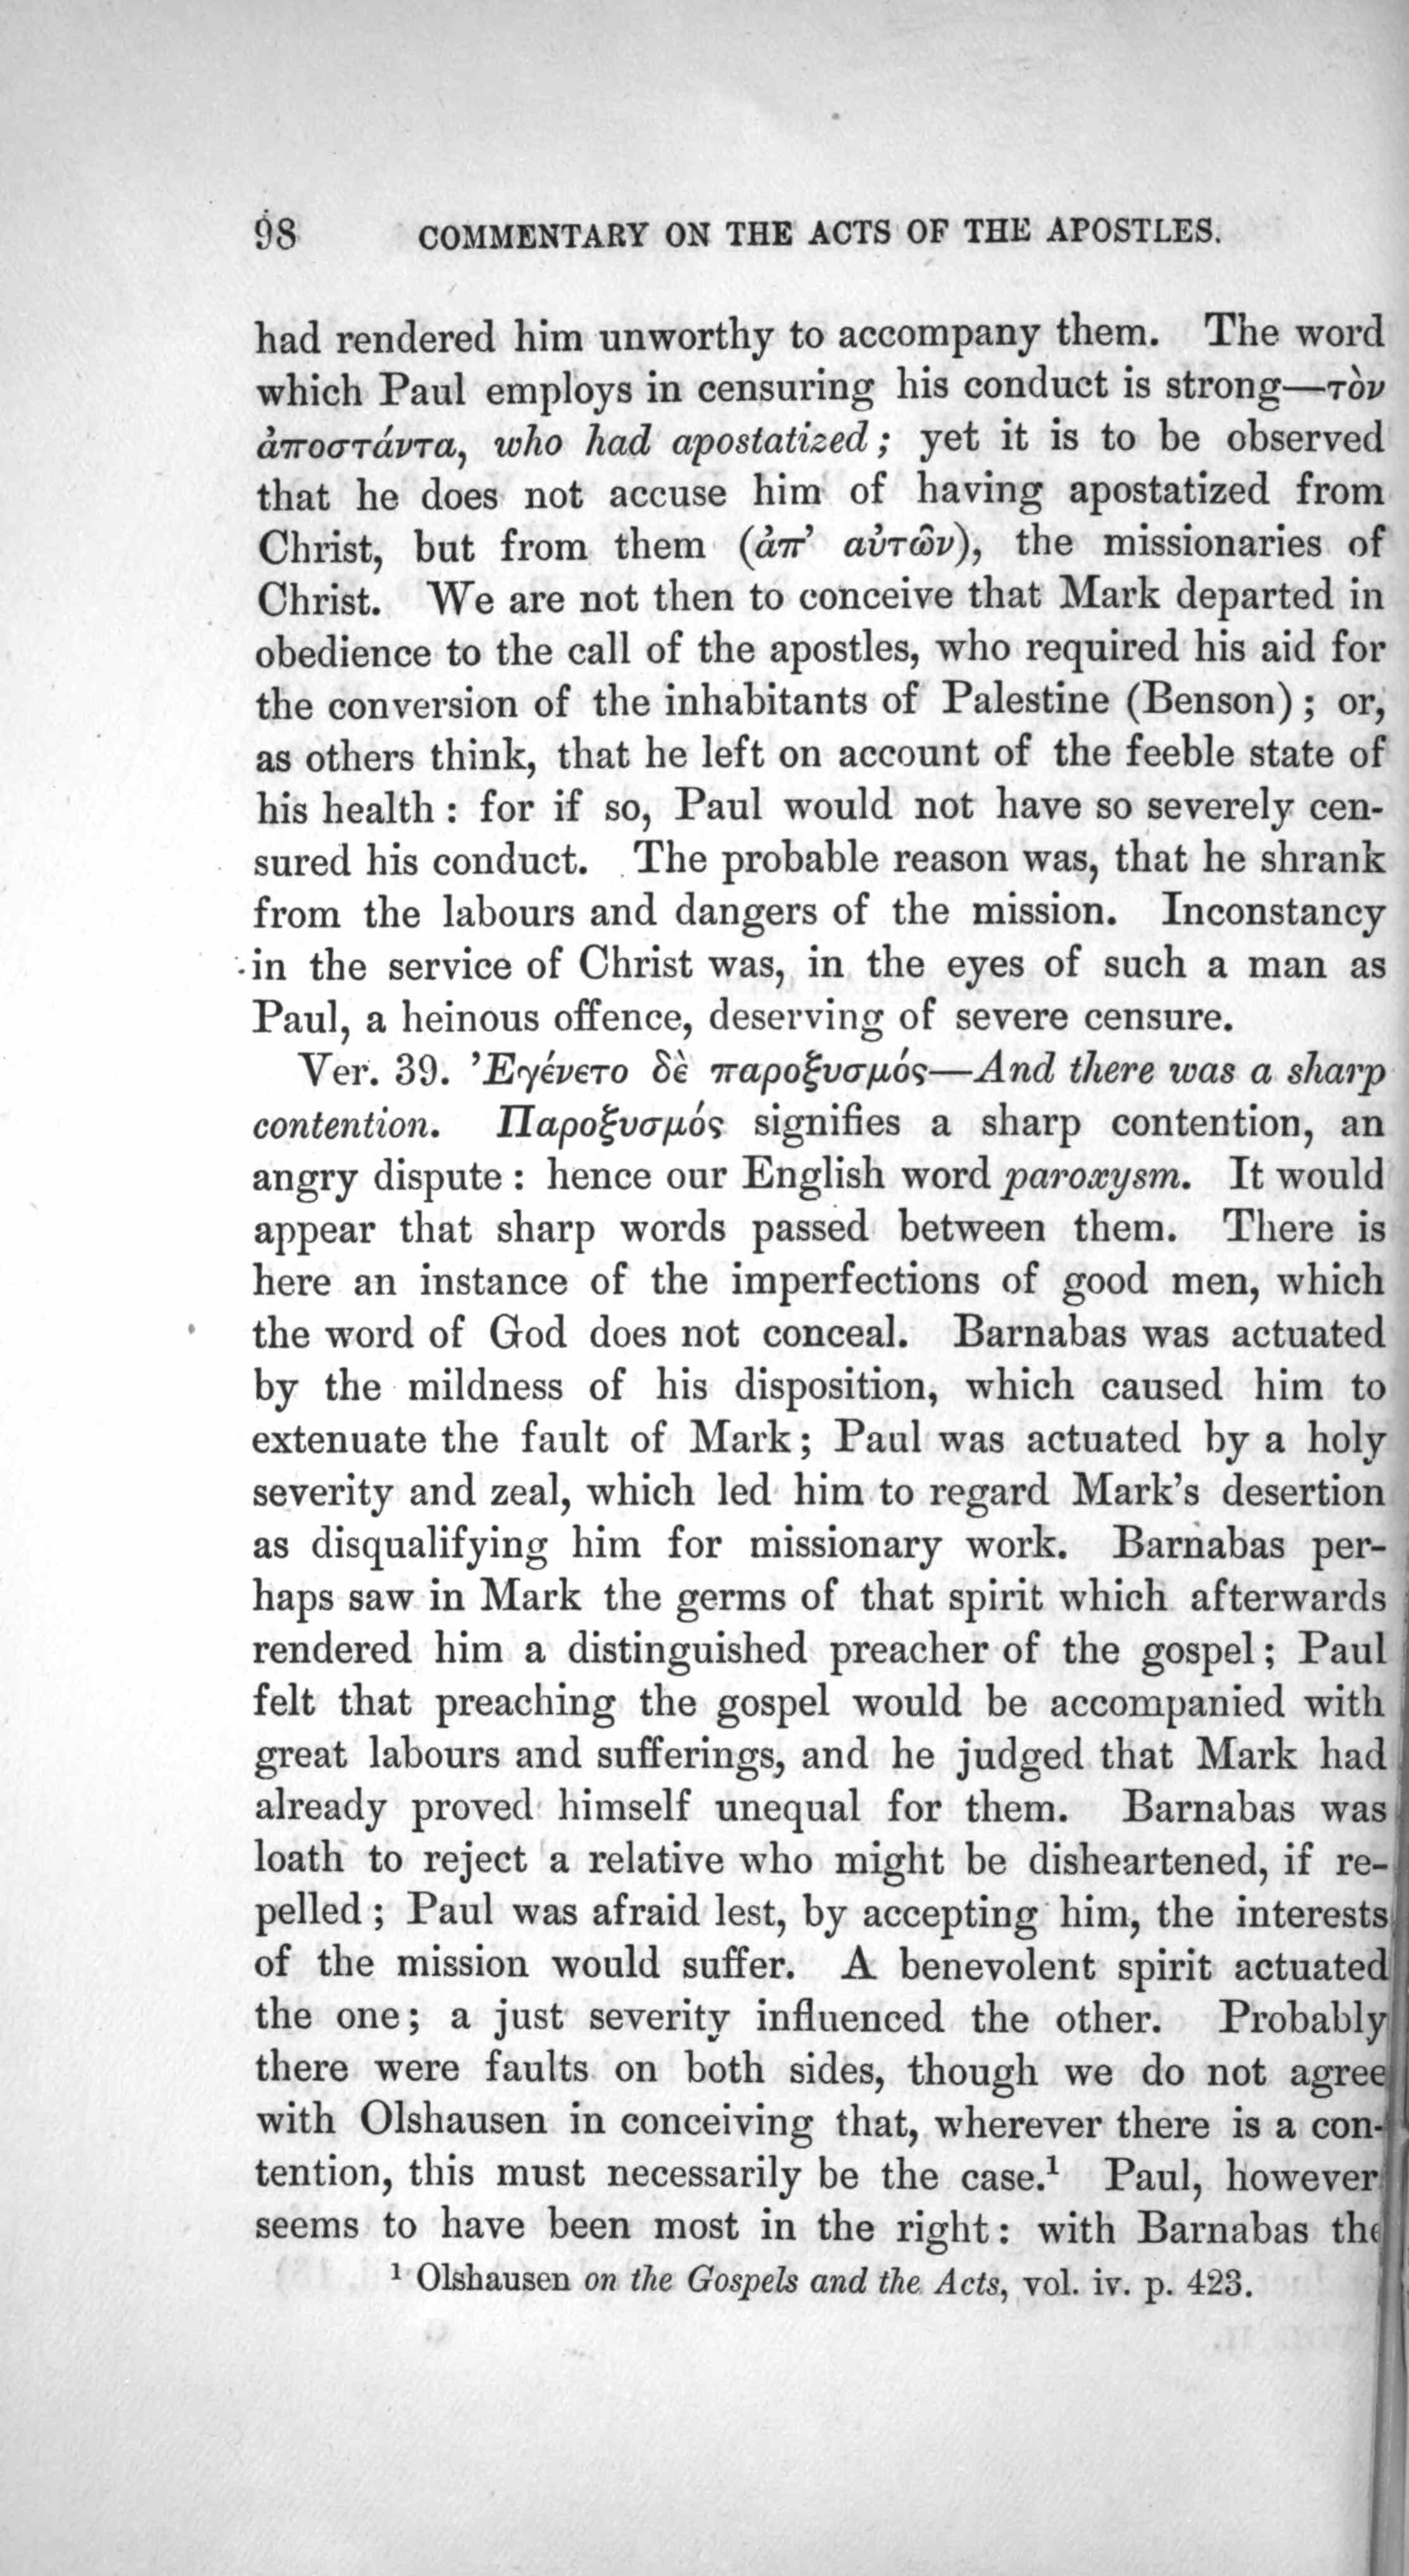 98 COMMENTARY ON THE ACTS OF THE APOSTLES.
had rendered him unworthy to accompany them. The word
which Paul employs in censuring his conduct is strong—τὸν
ἀποστάντα, who had apostatized; yet it is to be observed
that he does not accuse him of having apostatized from
Christ, but from them (ἀπ' αὐτῶν), the missionaries of
Christ. We are not then to conceive that Mark departed in
obedience to the call of the apostles, who required his aid for
the conversion of the inhabitants of Palestine (Benson); or,
as others think, that he left on account of the feeble state of
his health: for if so, Paul would not have so severely cen-
sured his conduct. The probable reason was, that he shrank
from the labours and dangers of the mission. Inconstancy
in the service of Christ was, in the eyes of such a man as
Paul, a heinous offence, deserving of severe censure.
Ver. 39. Ἐγένετο δὲ παροξυσμός—And there was a sharp
contention. Παροξυσμός signifies a sharp contention, an
angry dispute: hence our English word paroxysm. It would
appear that sharp words passed between them. There is
here an instance of the imperfections of good men, which
the word of God does not conceal. Barnabas was actuated
by the mildness of his disposition, which caused him to
extenuate the fault of Mark; Paul was actuated by a holy
severity and zeal, which led him to regard Mark's desertion
as disqualifying him for missionary work. Barnabas per-
haps saw in Mark the germs of that spirit which afterwards
rendered him a distinguished preacher of the gospel; Paul
felt that preaching the gospel would be accompanied with
great labours and sufferings, and he judged that Mark had
already proved himself unequal for them. Barnabas was
loath to reject a relative who might be disheartened, if re-
pelled; Paul was afraid lest, by accepting him, the interests
of the mission would suffer. A benevolent spirit actuated
the one; a just severity influenced the other. Probably
there were faults on both sides, though we do not agree
with Olshausen in conceiving that, wherever there is a con-
tention, this must necessarily be the case.¹ Paul, however
seems to have been most in the right: with Barnabas the
¹ Olshausen on the Gospels and the Acts, vol. iv. p. 423.